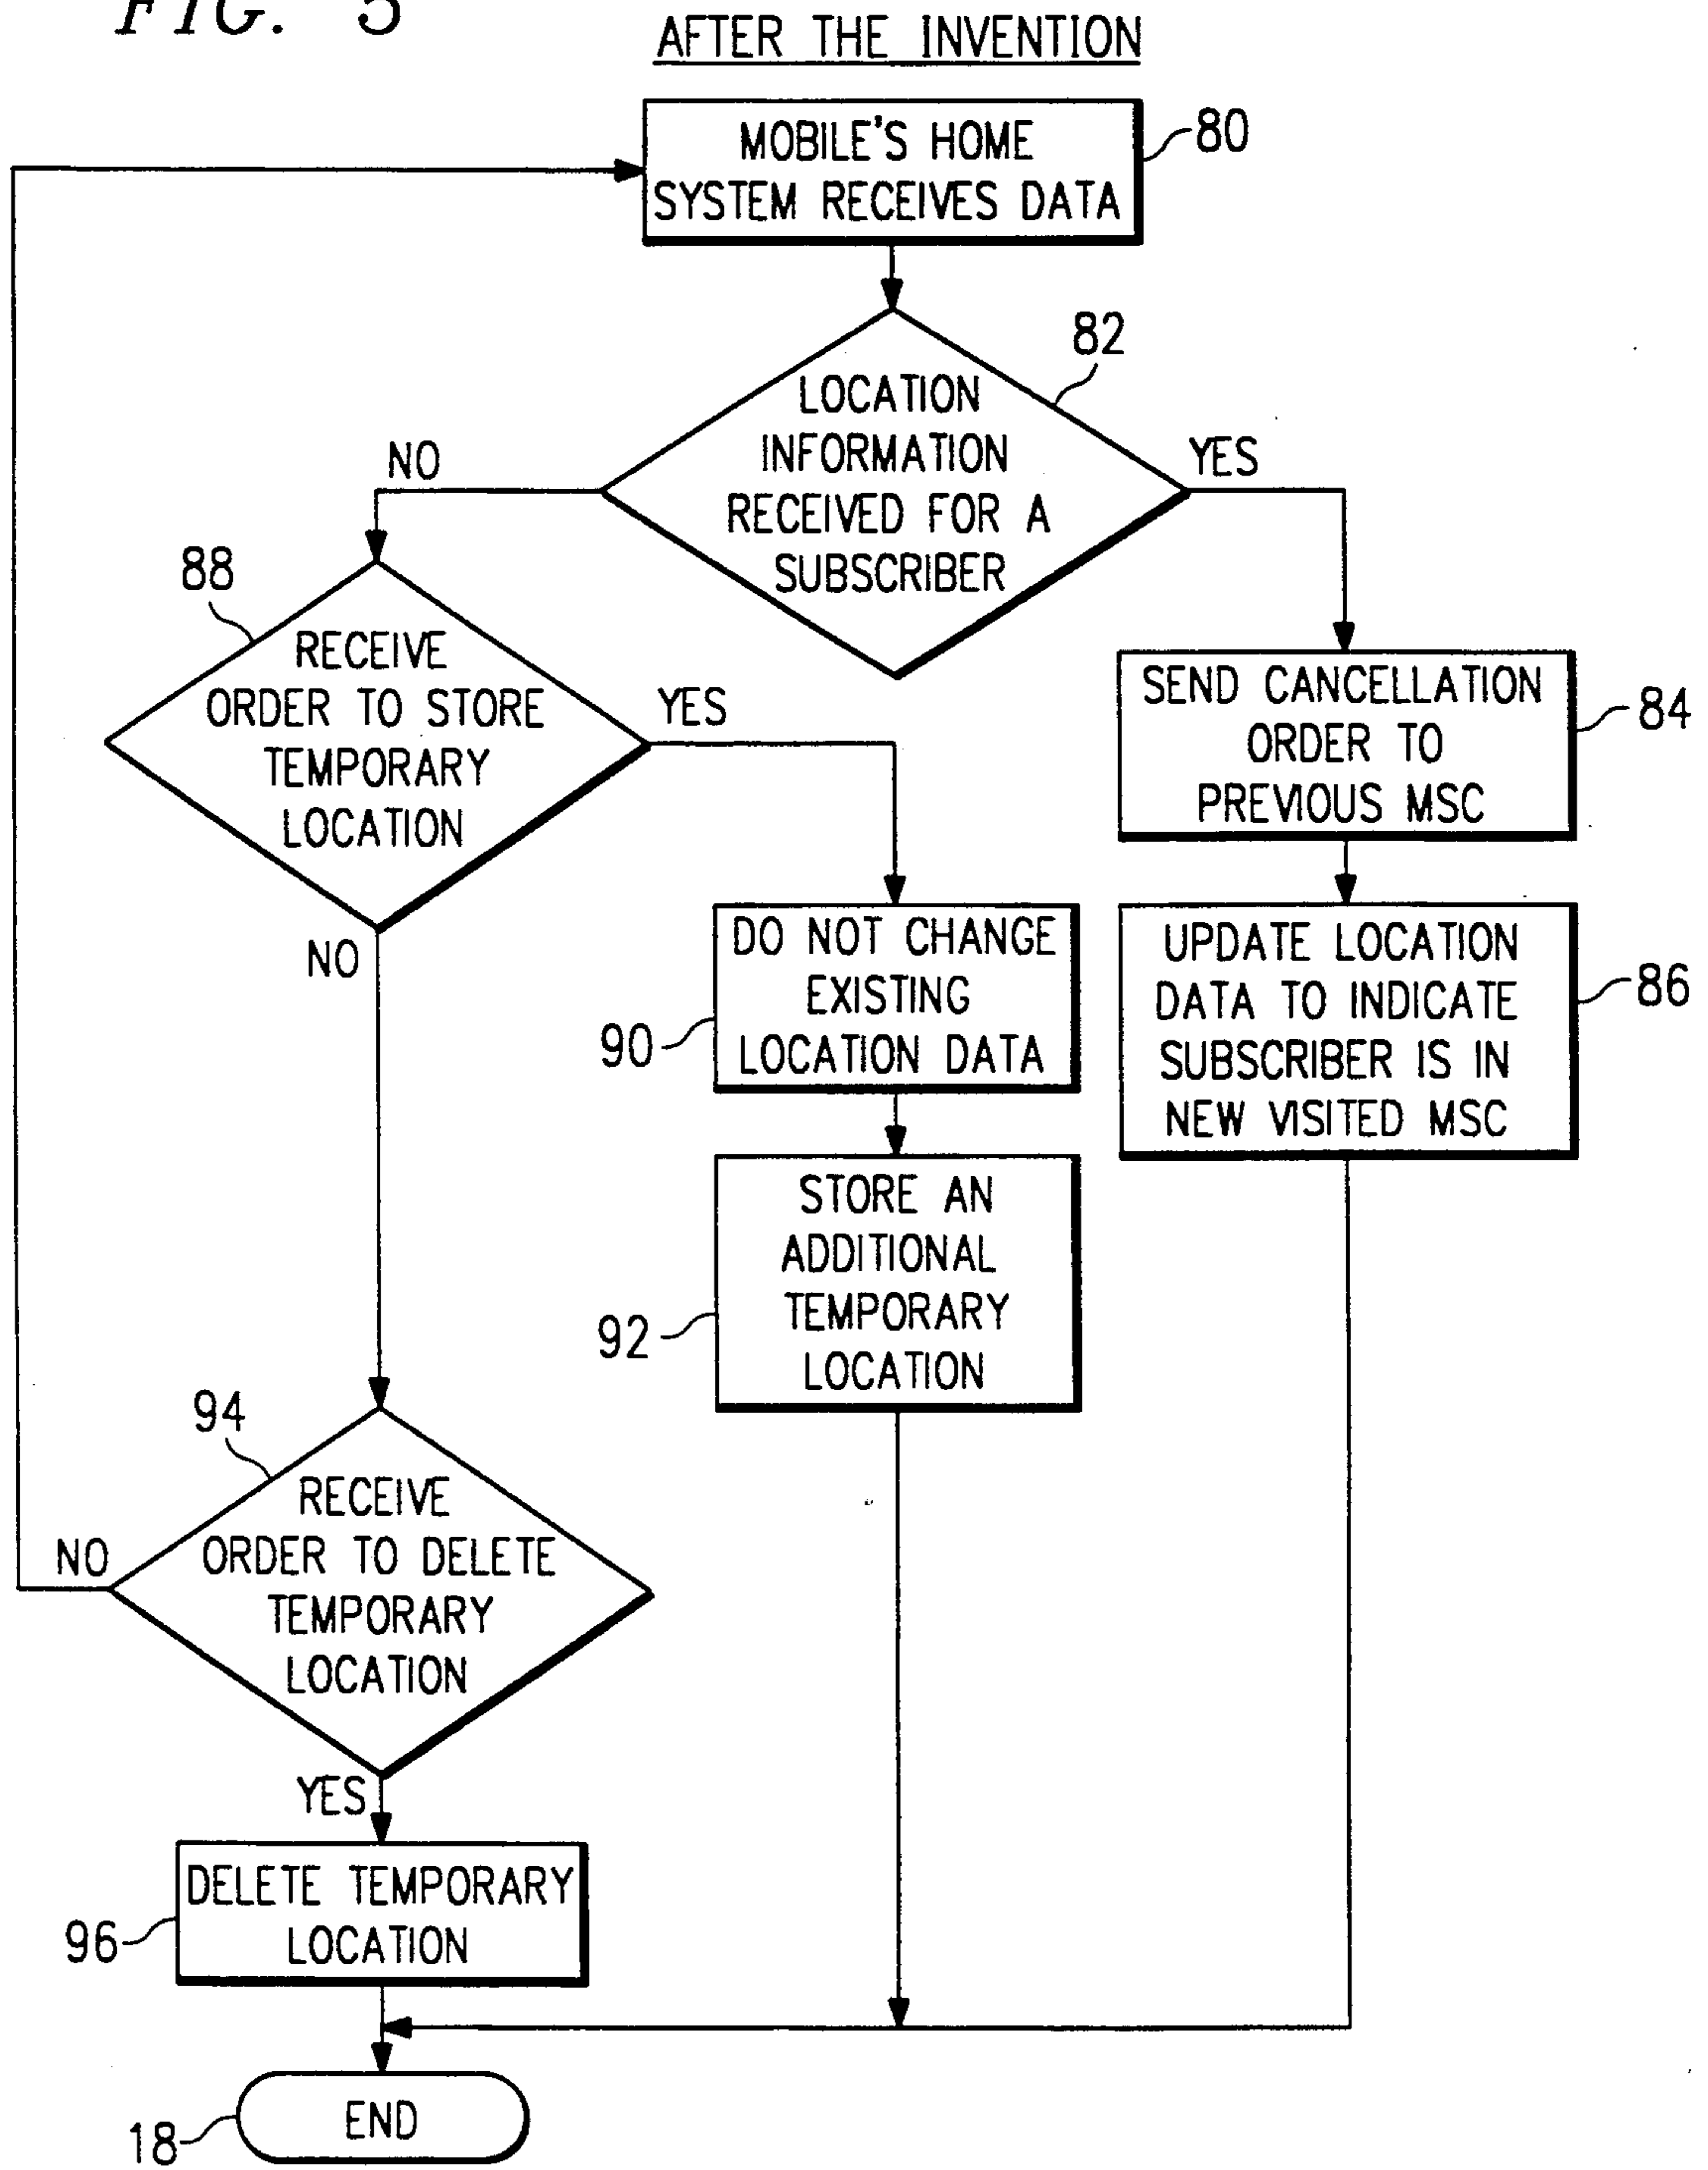 FIG. 5
AFTER THE INVENTION
MOBILE'S HOME
SYSTEM RECEIVES DATA
80
LOCATION
INFORMATION
RECEIVED FOR A
SUBSCRIBER
82
NO
YES
88
RECEIVE
ORDER TO STORE
TEMPORARY
LOCATION
YES
NO
SEND CANCELLATION
ORDER TO
PREVIOUS MSC
84
DO NOT CHANGE
EXISTING
LOCATION DATA
90
UPDATE LOCATION
DATA TO INDICATE
SUBSCRIBER IS IN
NEW VISITED MSC
86
STORE AN
ADDITIONAL
TEMPORARY
LOCATION
92
94
RECEIVE
ORDER TO DELETE
TEMPORARY
LOCATION
NO
YES
DELETE TEMPORARY
LOCATION
96
END
18